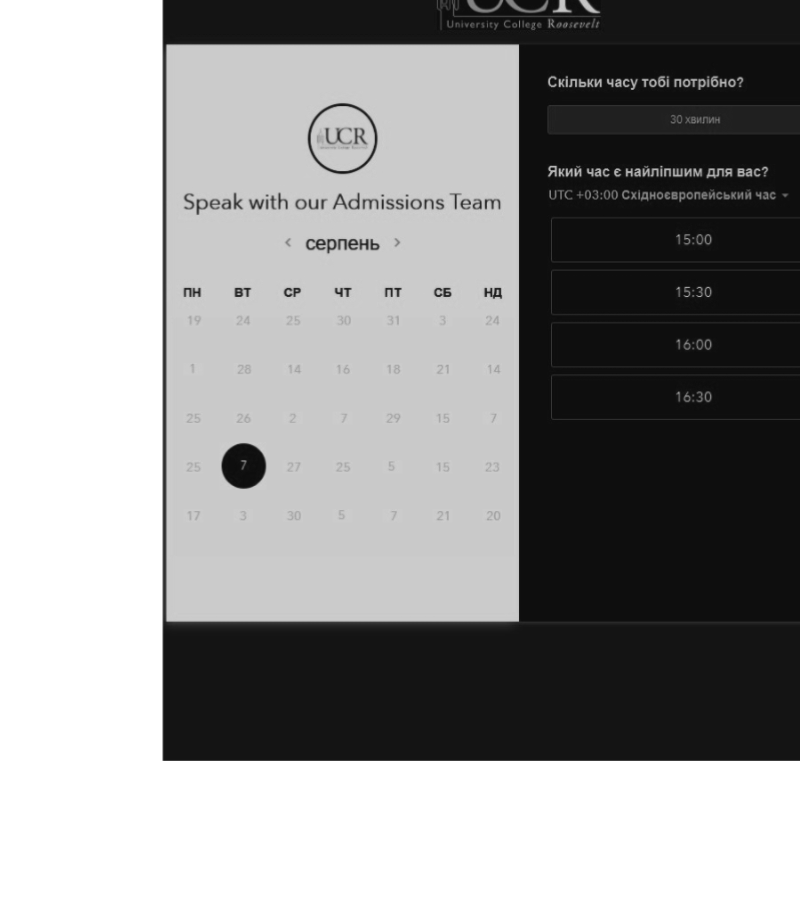 UCR
University College Roosevelt
UCR
Speak with our Admissions Team
< серпень >
ПН ВТ СР ЧТ ПТ СБ НД
19 24 25 30 31 3 24
1 28 14 16 18 21 14
25 26 2 7 29 15 7
25 7 27 25 5 15 23
17 3 30 5 7 21 20
Скільки часу тобі потрібно?
30 хвилин
Який час є найліпшим для вас?
UTC +03:00 Східноєвропейський час
15:00
15:30
16:00
16:30